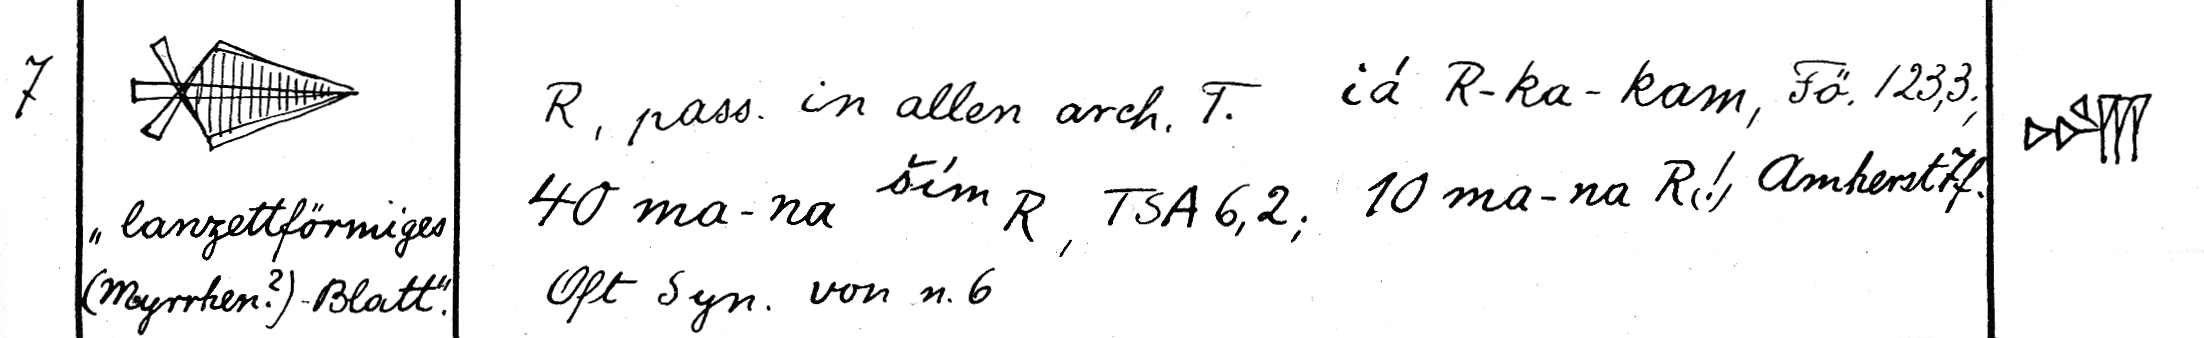 7
„lanzettförmiges
(Myrrhen?)-Blatt“.
R, pass. in allen arch. T. iá R-ka-kam, Fö. 123,3;
40 ma-na šim R, TSA 6,2; 10 ma-na R(!), Amherst 7f.
Oft Syn. von n. 6